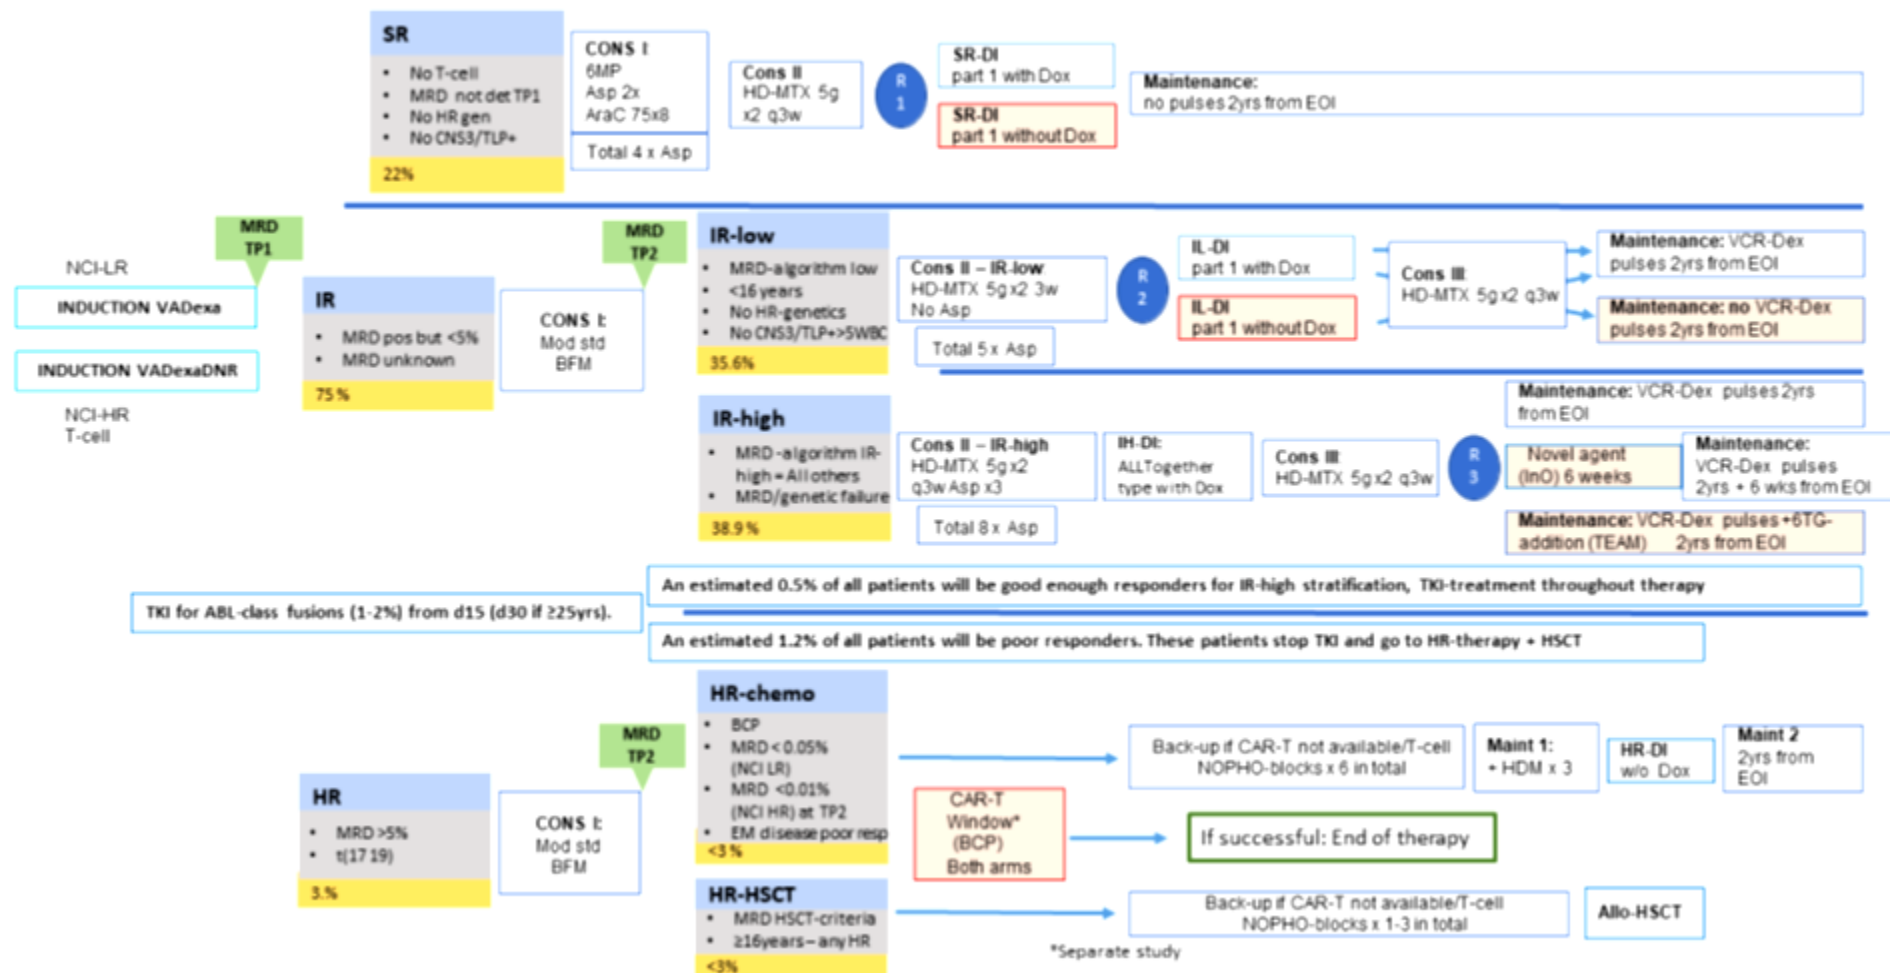 SR
• No T-cell
• MRD not det TP1
• No HR gen
• No CNS3/TLP+
22%
CONS I:
6MP
Asp 2x
AraC 75x8
Total 4 x Asp
Cons II
HD-MTX 5g
x2 q3w
R
1
SR-DI
part 1 with Dox
SR-DI
part 1 without Dox
Maintenance:
no pulses 2yrs from EOI
MRD
TP1
NCI-LR
INDUCTION VADexa
INDUCTION VADexaDNR
NCI-HR
T-cell
IR
• MRD pos but <5%
• MRD unknown
75 %
CONS I:
Mod std
BFM
MRD
TP2
IR-low
• MRD-algorithm low
• <16 years
• No HR-genetics
• No CNS3/TLP+>5WBC
35.6%
Cons II – IR-low
HD-MTX 5gx2 3w
No Asp
Total 5 x Asp
R
2
IL-DI
part 1 with Dox
IL-DI
part 1 without Dox
Cons III:
HD-MTX 5gx2 q3w
Maintenance: VCR-Dex
pulses 2yrs from EOI
Maintenance: no VCR-Dex
pulses 2yrs from EOI
IR-high
• MRD -algorithm IR-
high = All others
• MRD/genetic failure
38.9 %
Cons II – IR-high
HD-MTX 5gx2
q3w Asp x3
Total 8 x Asp
IH-DI:
ALLTogether
type with Dox
Cons III:
HD-MTX 5gx2 q3w
R
3
Maintenance: VCR-Dex pulses 2yrs
from EOI
Novel agent
(InO) 6 weeks
Maintenance:
VCR-Dex pulses
2yrs + 6 wks from EOI
Maintenance: VCR-Dex pulses +6TG-
addition (TEAM) 2yrs from EOI
An estimated 0.5% of all patients will be good enough responders for IR-high stratification, TKI-treatment throughout therapy
TKI for ABL-class fusions (1-2%) from d15 (d30 if ≥25yrs).
An estimated 1.2% of all patients will be poor responders. These patients stop TKI and go to HR-therapy + HSCT
HR
• MRD >5%
• t(17 19)
3.%
CONS I:
Mod std
BFM
MRD
TP2
HR-chemo
• BCP
• MRD < 0.05%
(NCI LR)
• MRD <0.01%
(NCI HR) at TP2
• EM disease poor resp
<3 %
HR-HSCT
• MRD HSCT-criteria
• ≥16years – any HR
<3%
CAR-T
Window*
(BCP)
Both arms
Back-up if CAR-T not available/T-cell
NOPHO-blocks x 6 in total
Maint 1:
+ HDM x 3
HR-DI
w/o Dox
Maint 2
2yrs from
EOI
If successful: End of therapy
Back-up if CAR-T not available/T-cell
NOPHO-blocks x 1-3 in total
Allo-HSCT
*Separate study